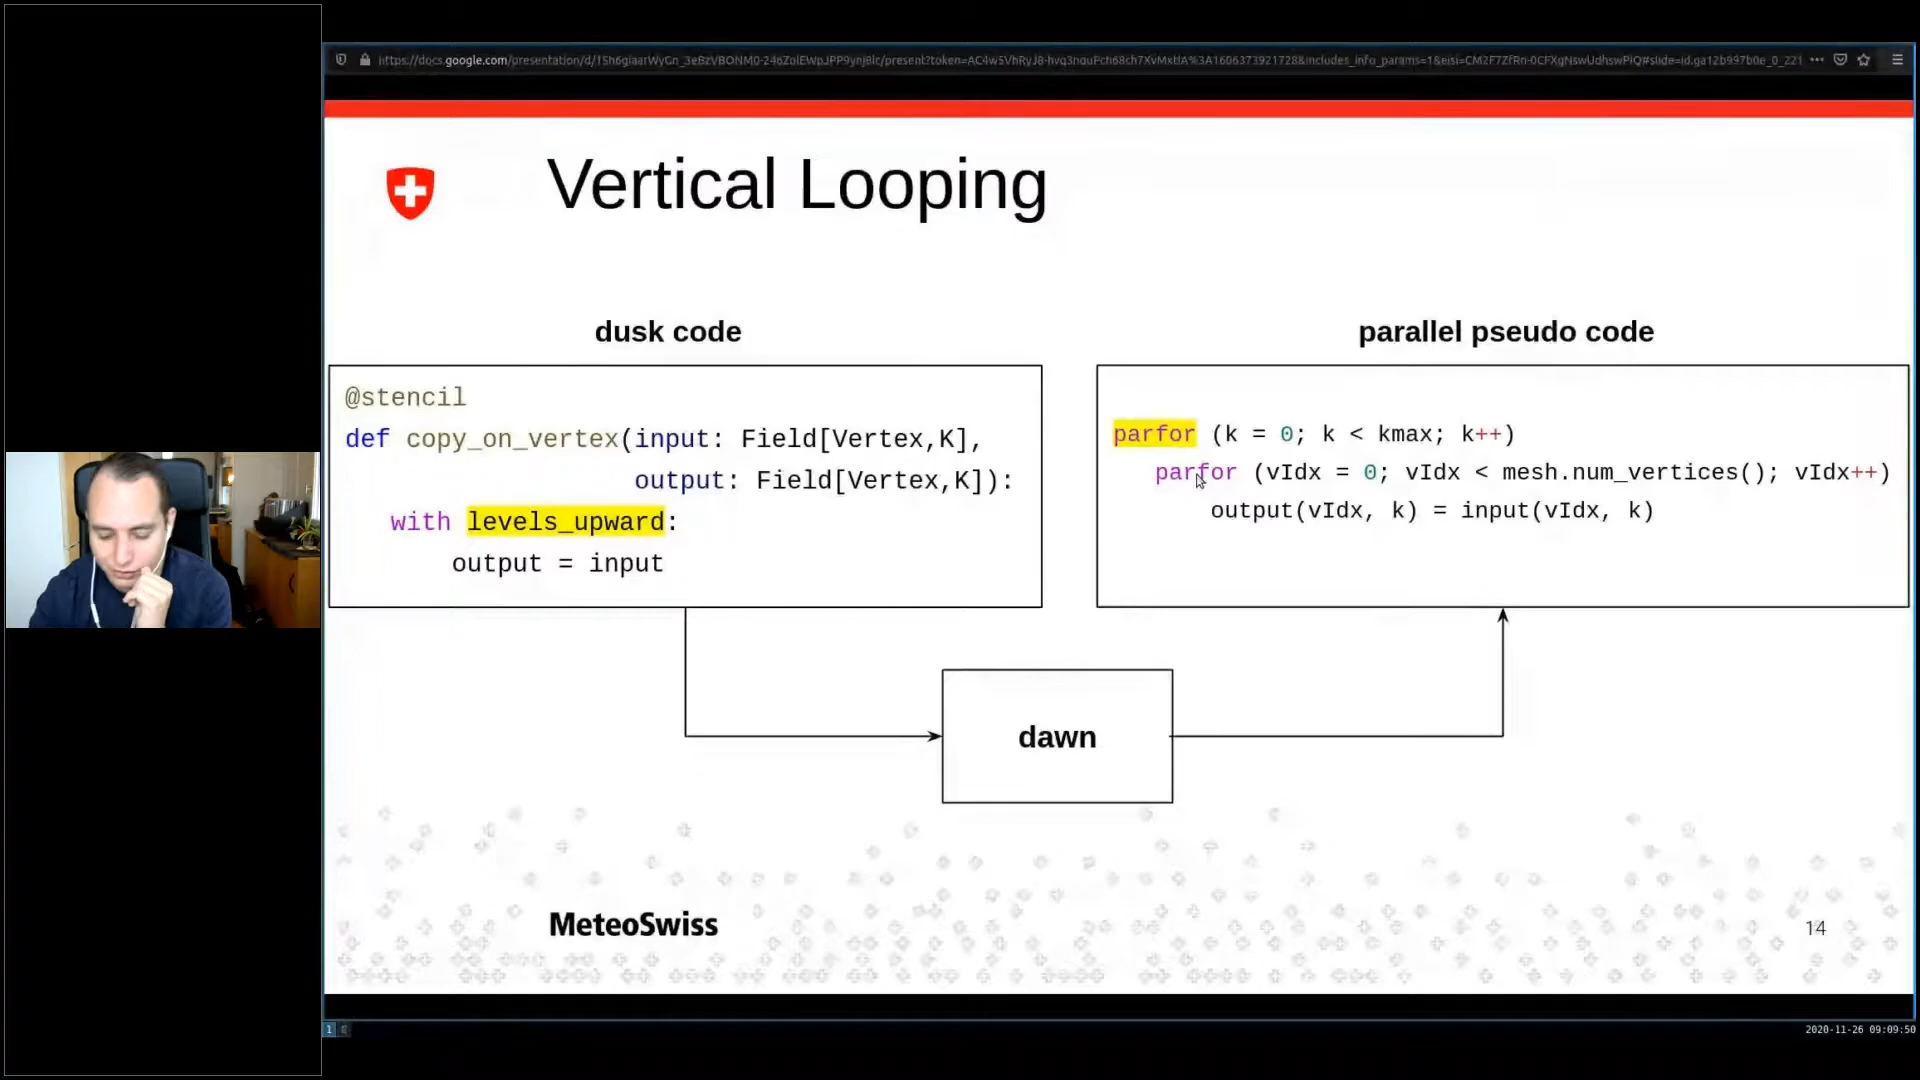 Vertical Looping
dusk code
@stencil
def copy_on_vertex(input: Field[Vertex,K],
output: Field[Vertex,K]):
with levels_upward:
output = input
parallel pseudo code
parfor (k = 0; k < kmax; k++)
parfor (vIdx = 0; vIdx < mesh.num_vertices(); vIdx++)
output(vIdx, k) = input(vIdx, k)
dawn
MeteoSwiss
14
1
2020-11-26 09:09:50